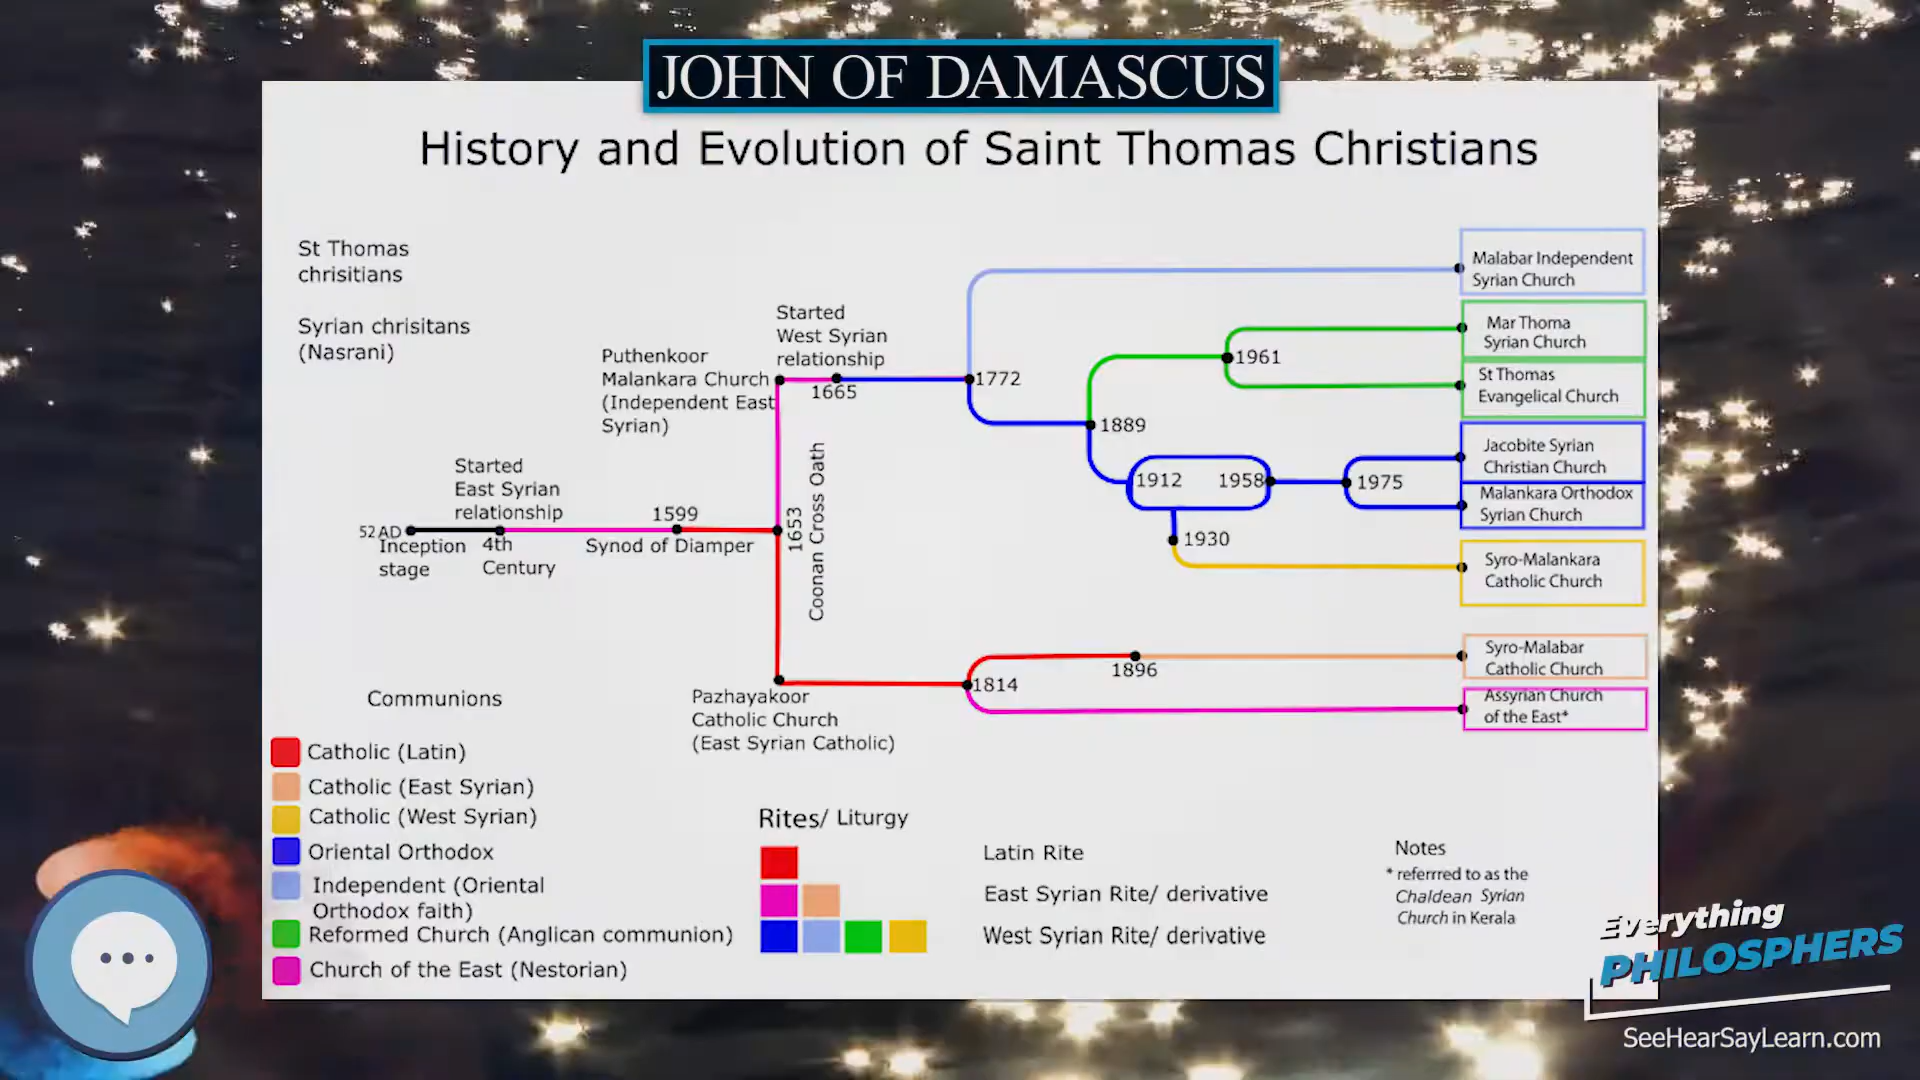 JOHN OF DAMASCUS
History and Evolution of Saint Thomas Christians
St Thomas
chrisitians
Syrian chrisitans
(Nasrani)
Started
West Syrian
relationship
Puthenkoor
Malankara Church
(Independent East
Syrian)
1665
1772
Started
East Syrian
relationship
52 AD
Inception
stage
4th
Century
1599
Synod of Diamper
1653
Coonan Cross Oath
1889
1961
1912
1958
1975
1930
Pazhayakoor
Catholic Church
(East Syrian Catholic)
1814
1896
Malabar Independent
Syrian Church
Mar Thoma
Syrian Church
St Thomas
Evangelical Church
Jacobite Syrian
Christian Church
Malankara Orthodox
Syrian Church
Syro-Malankara
Catholic Church
Syro-Malabar
Catholic Church
Assyrian Church
of the East*
Communions
Catholic (Latin)
Catholic (East Syrian)
Catholic (West Syrian)
Oriental Orthodox
Independent (Oriental
Orthodox faith)
Reformed Church (Anglican communion)
Church of the East (Nestorian)
Rites/ Liturgy
Latin Rite
East Syrian Rite/ derivative
West Syrian Rite/ derivative
Notes
* referrred to as the
Chaldean Syrian
Church in Kerala
Everything
PHILOSPHERS
SeeHearSayLearn.com